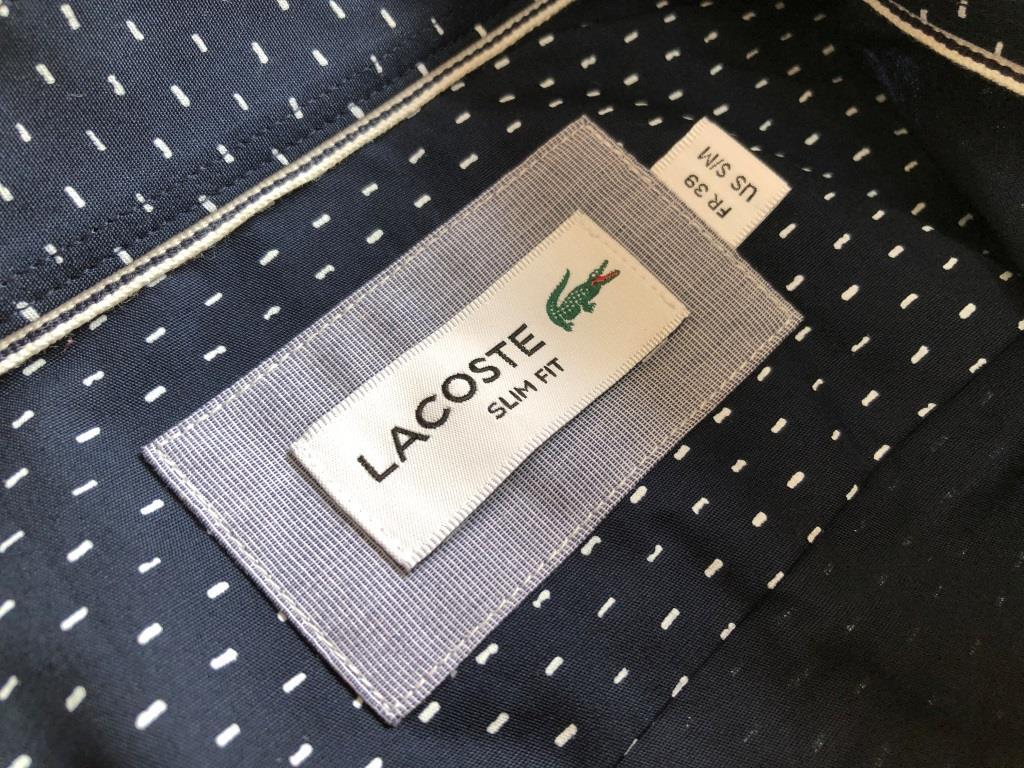 LACOSTE
SLIM FIT
FR 39
US S/M